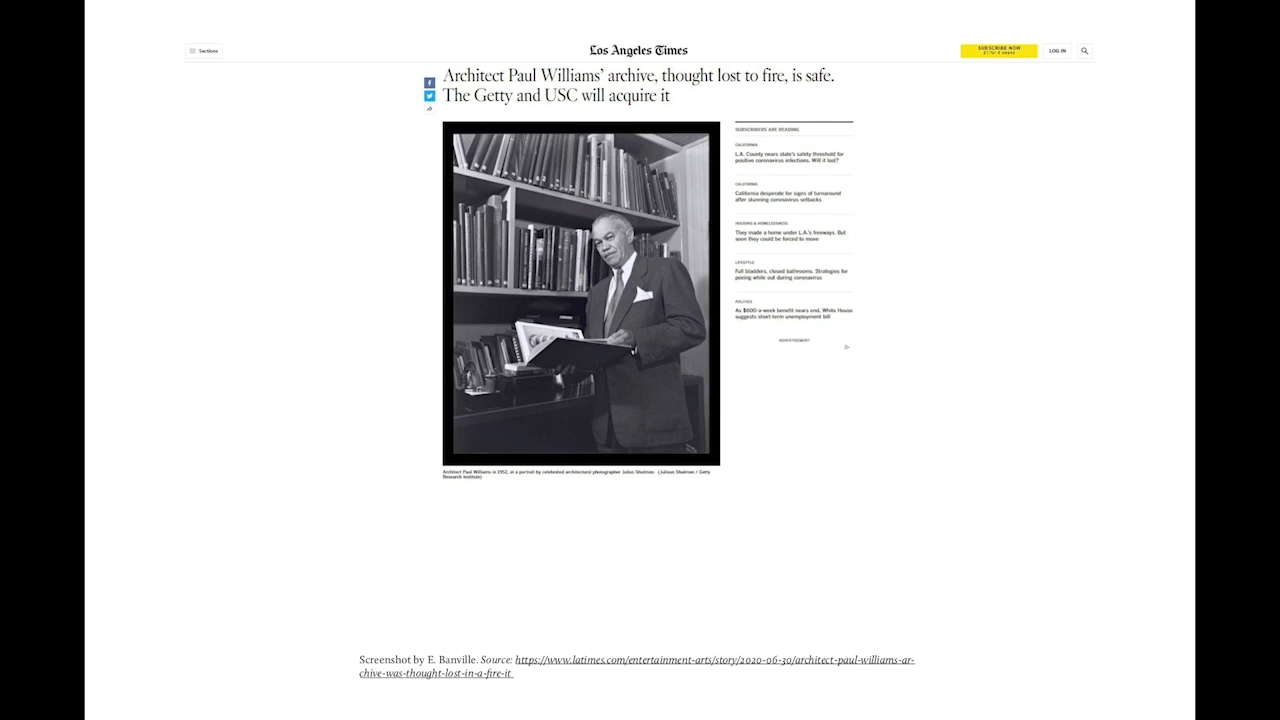 Sections
Los Angeles Times
SUBSCRIBE NOW
LOG IN
Architect Paul Williams' archive, thought lost to fire, is safe.
The Getty and USC will acquire it
SUBSCRIBERS ARE READING
CALIFORNIA
L.A. County nears state's safety threshold for
positive coronavirus infections. Will it last?
CALIFORNIA
California desperate for signs of turnaround
after stunning coronavirus setbacks
HOUSING & HOMELESSNESS
They made a home under L.A.'s freeways. But
soon they could be forced to move
LIFESTYLE
Full bladders, closed bathrooms. Strategies for
peeing while out during coronavirus
POLITICS
As $600-a-week benefit nears end, White House
suggests short-term unemployment bill
ADVERTISEMENT
Architect Paul Williams in 1952, in a portrait by celebrated architectural photographer Julius Shulman. (Juliaus Shulman / Getty
Research Institute)
Screenshot by E. Banville. Source: https://www.latimes.com/entertainment-arts/story/2020-06-30/architect-paul-williams-ar-
chive-was-thought-lost-in-a-fire-it